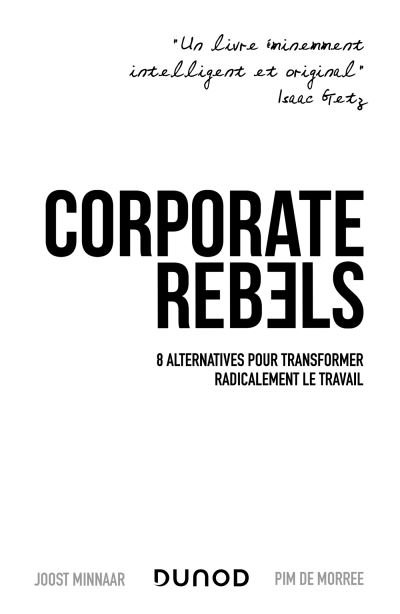 "Un livre éminemment
intelligent et original"
Isaac Getz
CORPORATE
REBƎLS
8 ALTERNATIVES POUR TRANSFORMER
RADICALEMENT LE TRAVAIL
JOOST MINNAAR DUNOD PIM DE MORREE